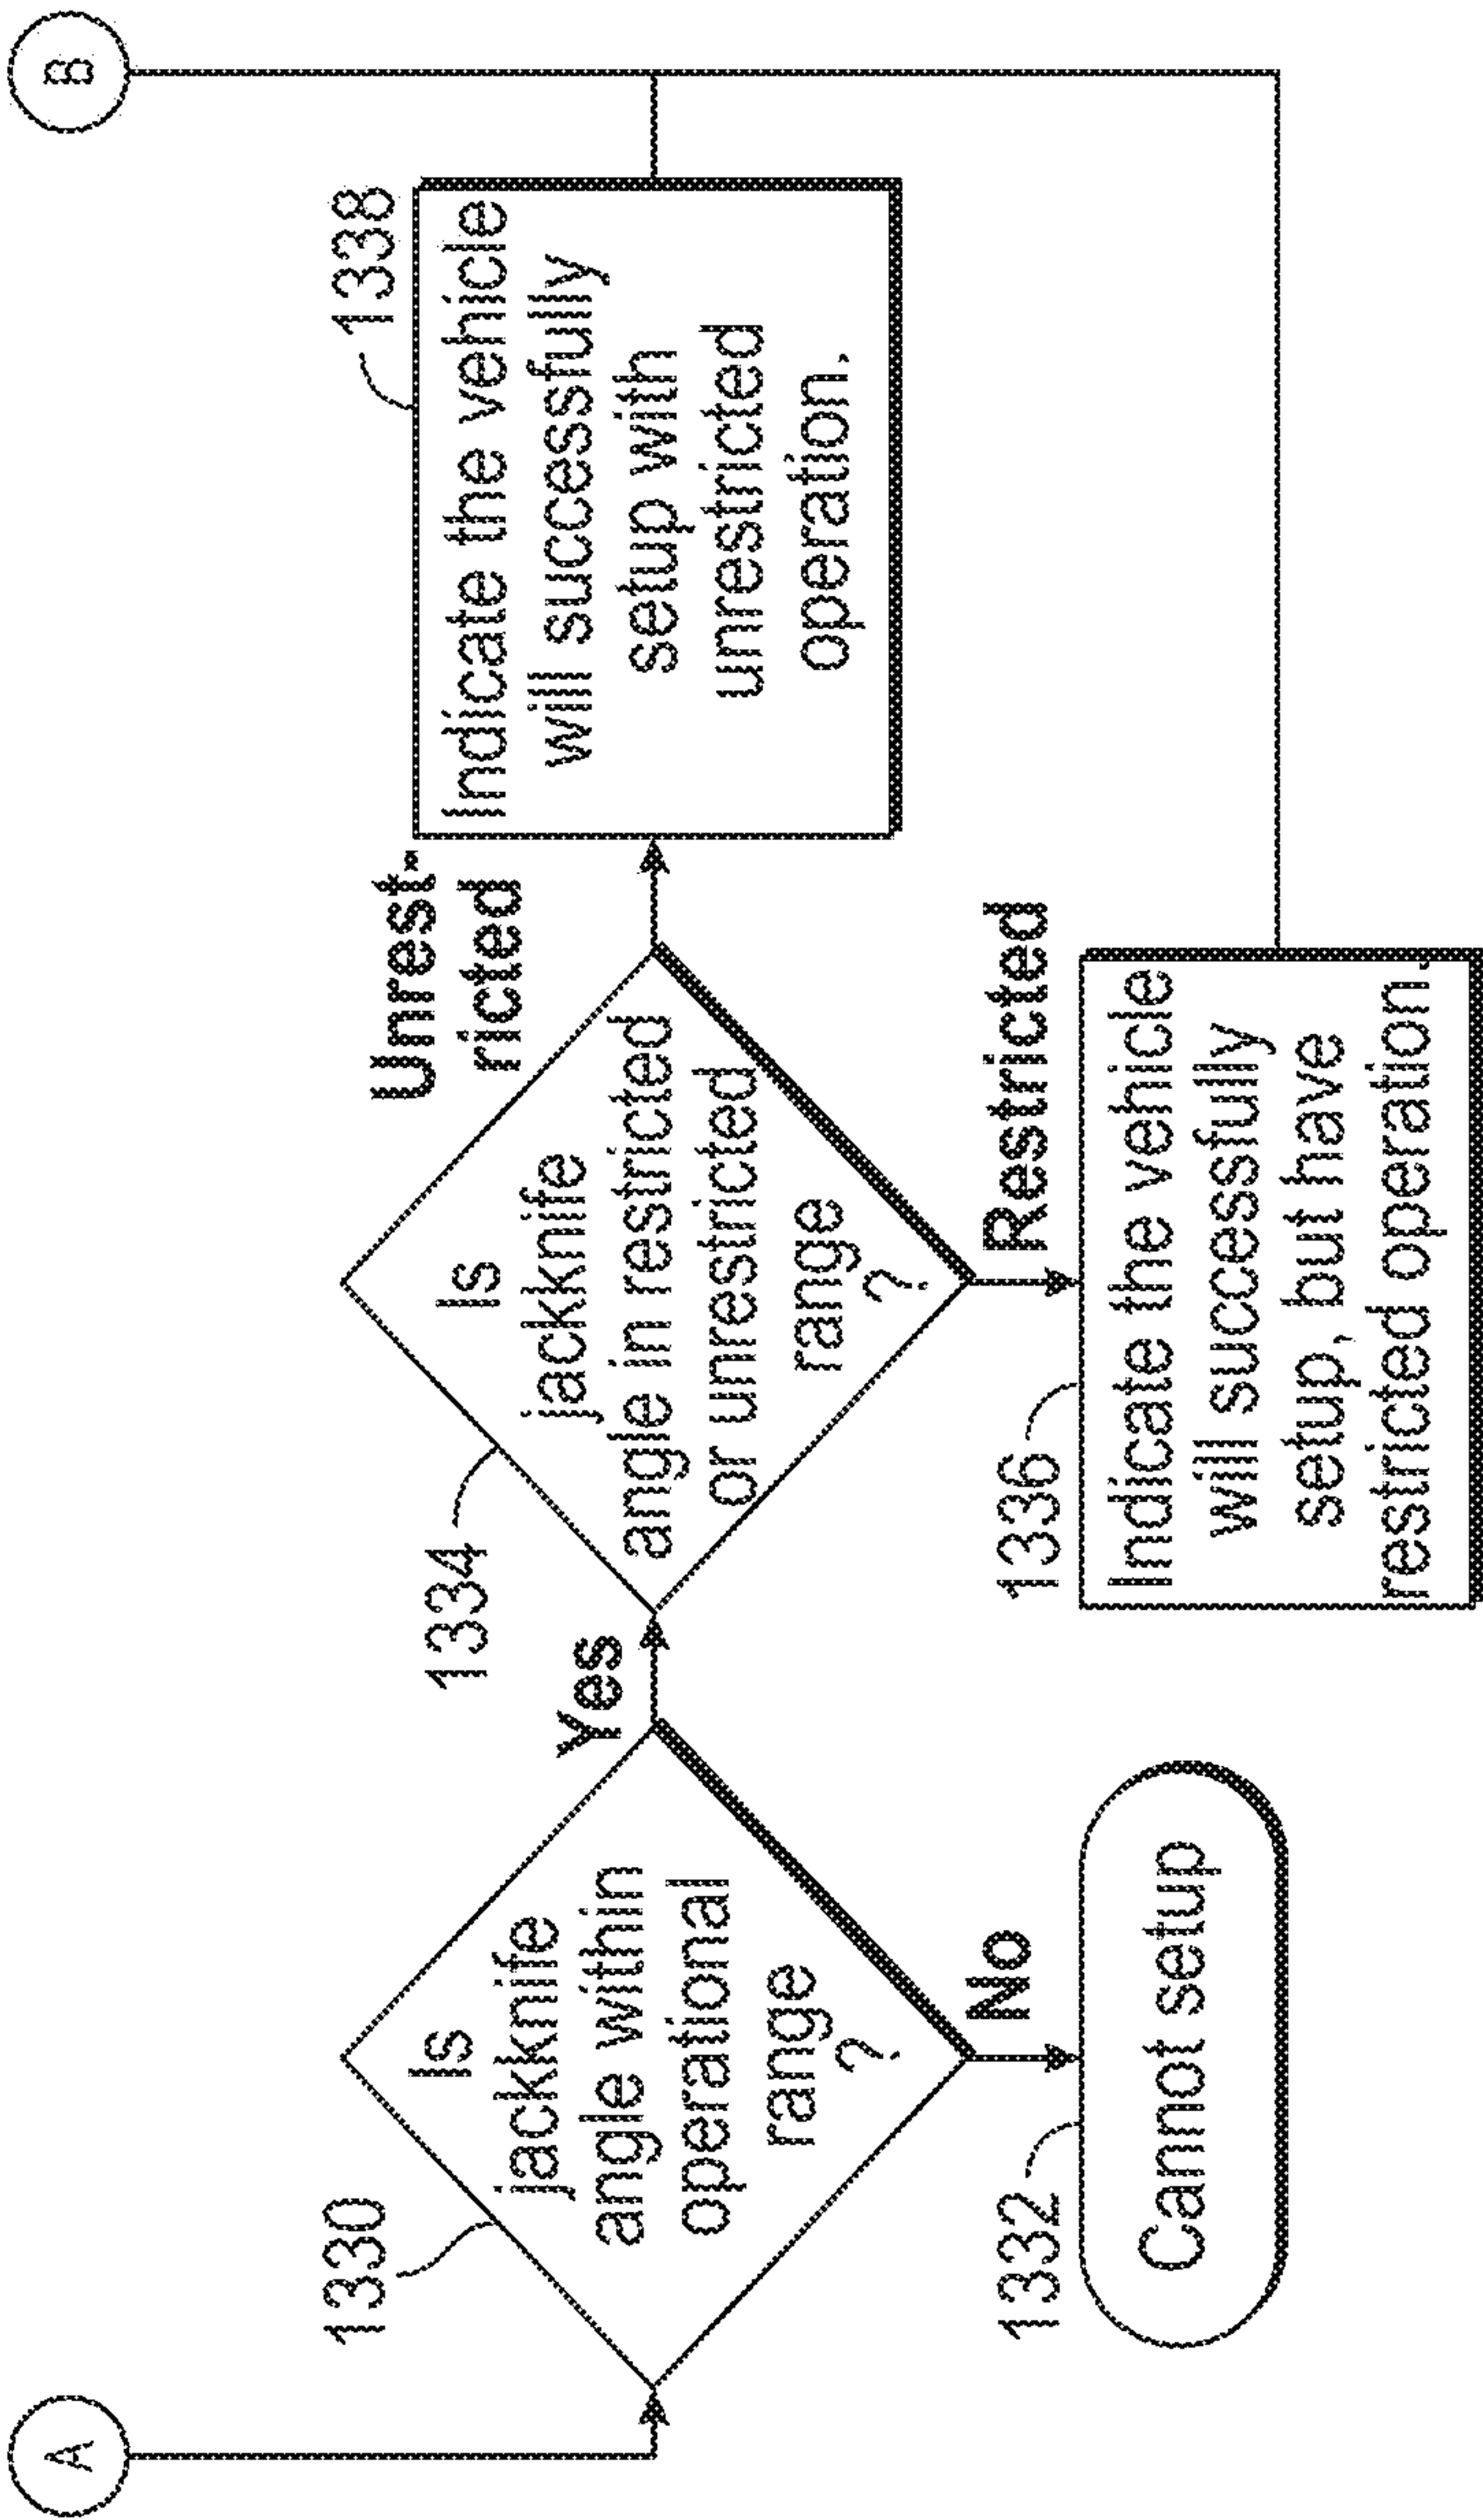 A
1330
Is
jackknife
angle within
operational
range
?
Yes
No
1332
Cannot setup
1334
Is
jackknife
angle in restricted
or unrestricted
range
?
Unrest-
ricted
Restricted
1336
Indicate the vehicle
will successfully
setup, but have
restricted operation.
1338
Indicate the vehicle
will successfully
setup with
unrestricted
operation.
B